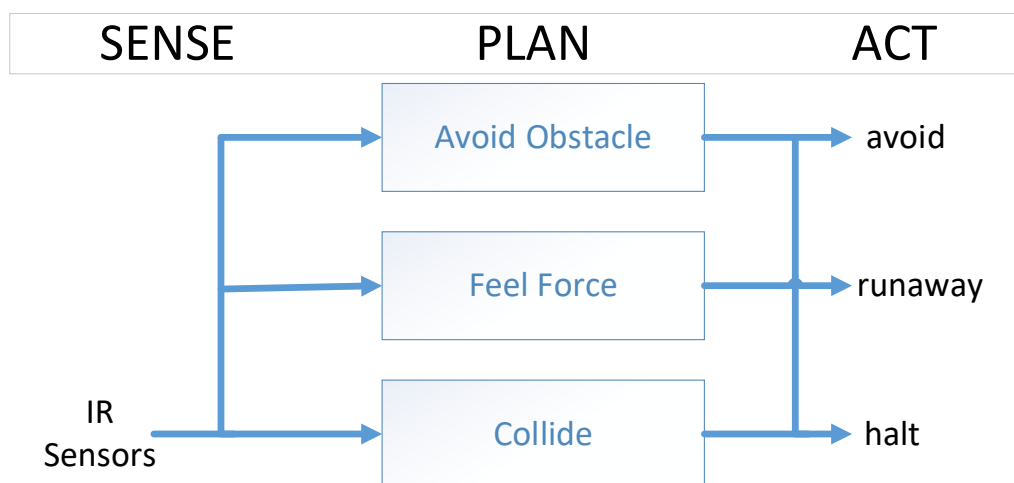 SENSE PLAN ACT
Avoid Obstacle
avoid
Feel Force
runaway
IR
Sensors
Collide
halt